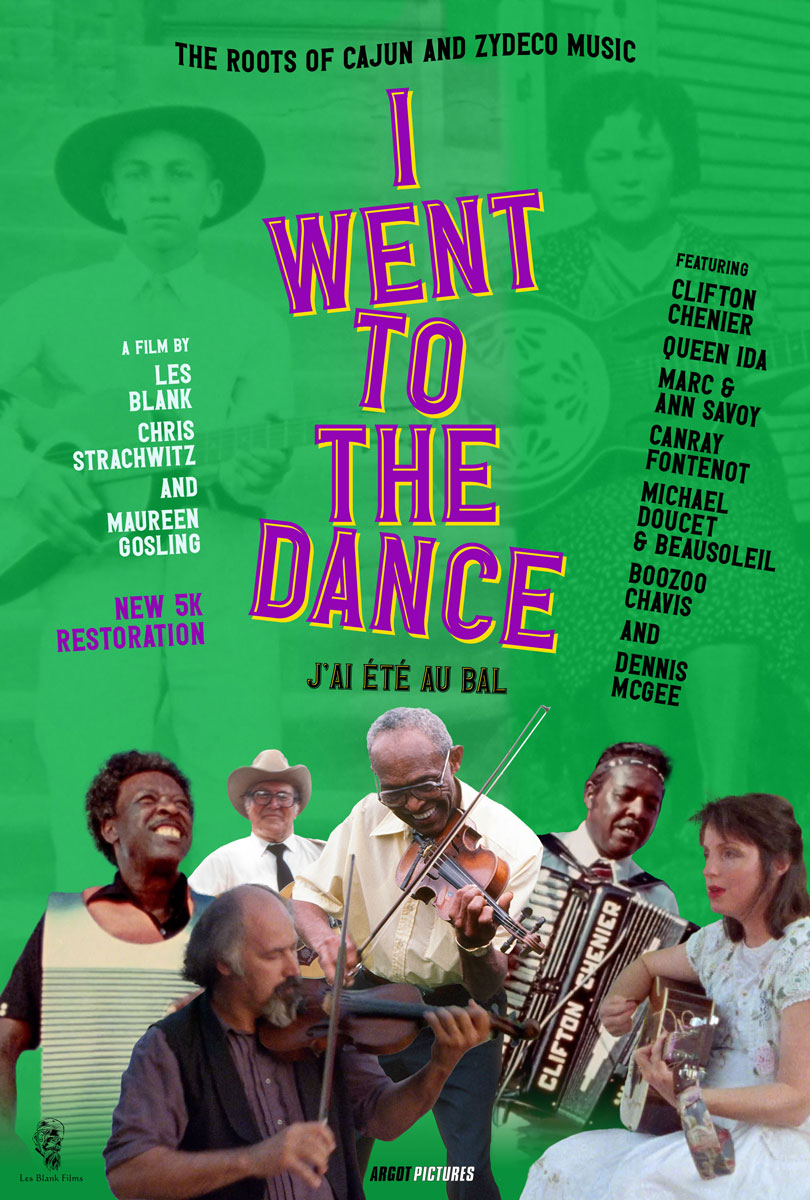 THE ROOTS OF CAJUN AND ZYDECO MUSIC
I
WENT
TO
THE
DANCE
J'AI ÉTÉ AU BAL
A FILM BY
LES
BLANK
CHRIS
STRACHWITZ
AND
MAUREEN
GOSLING
NEW 5K
RESTORATION
FEATURING
CLIFTON
CHENIER
QUEEN IDA
MARC &
ANN SAVOY
CANRAY
FONTENOT
MICHAEL
DOUCET
& BEAUSOLEIL
BOOZOO
CHAVIS
AND
DENNIS
MCGEE
CLIFTON CHENIER
Les Blank Films
ARGOT PICTURES